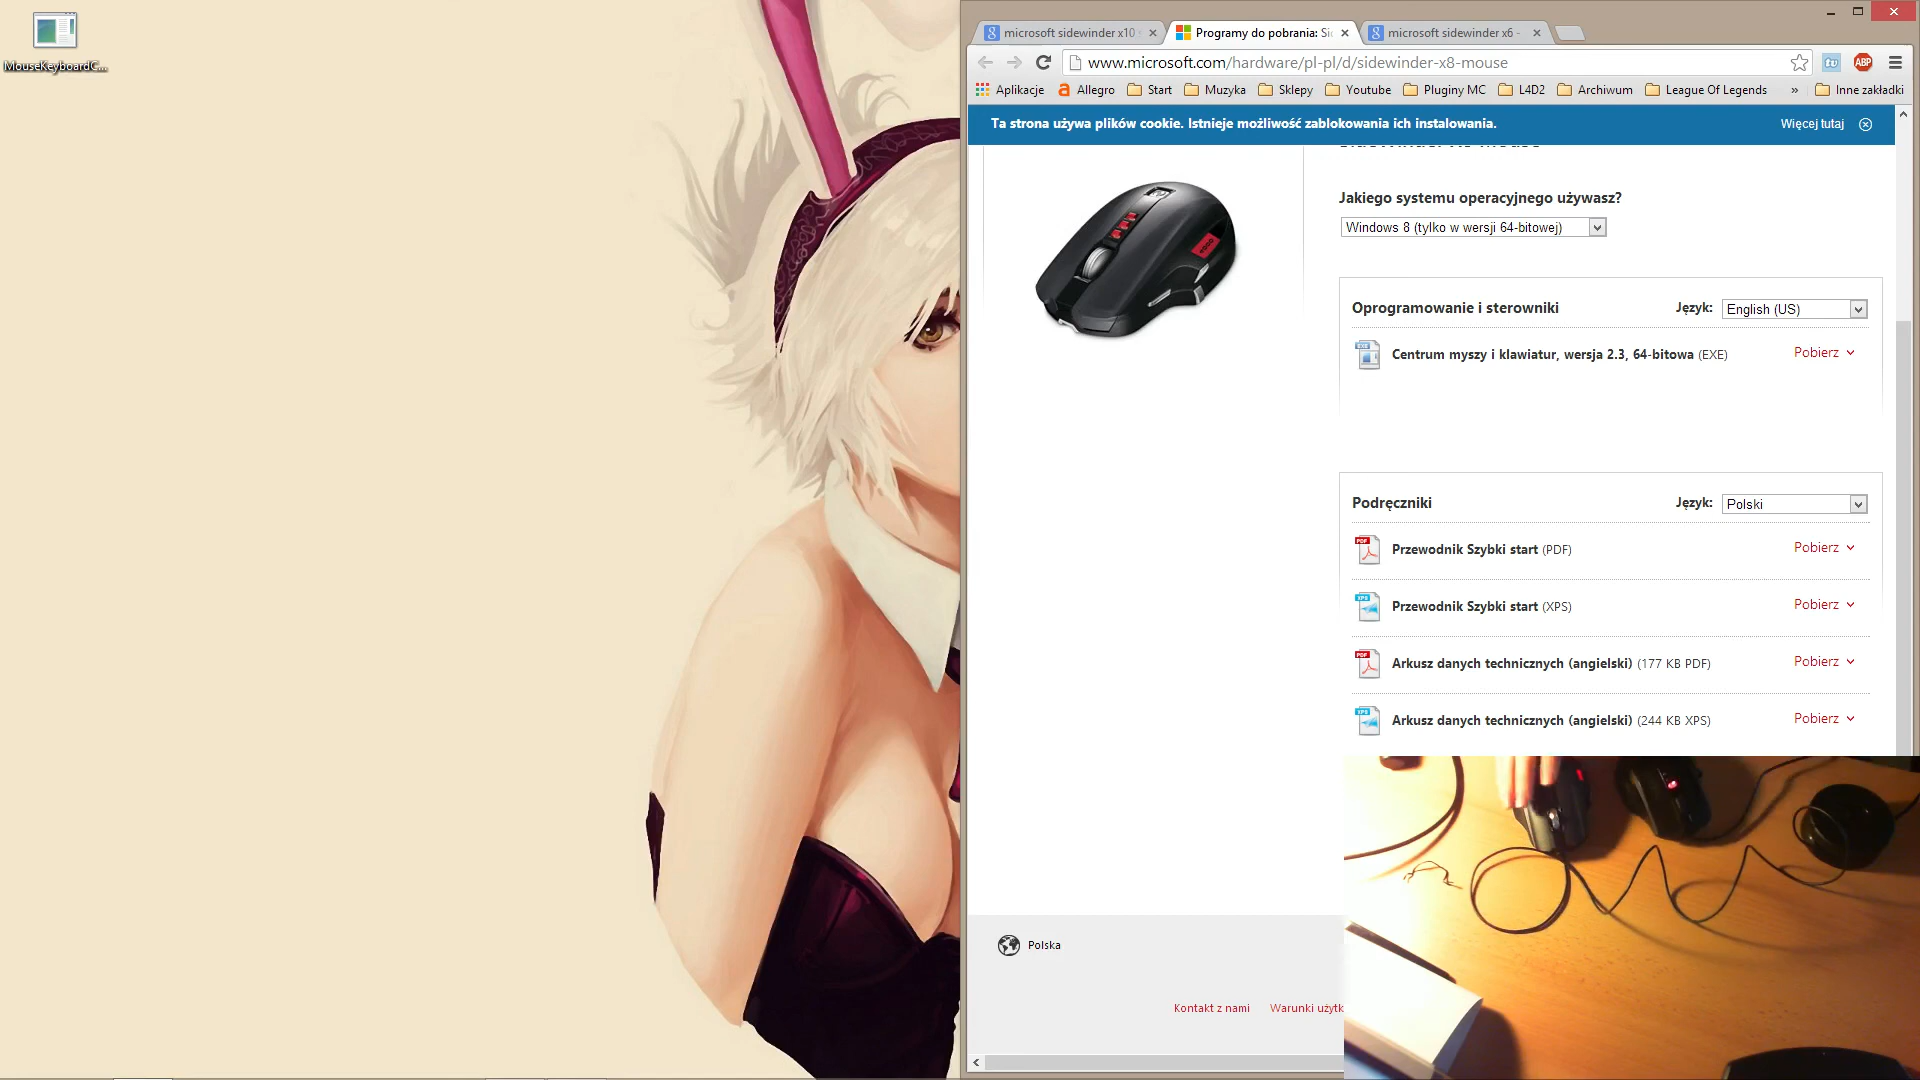 MouseKeyboardC...
microsoft sidewinder x10
Programy do pobrania: Si
microsoft sidewinder x6 -
www.microsoft.com/hardware/pl-pl/d/sidewinder-x8-mouse
ABP
Aplikacje
Allegro
Start
Muzyka
Sklepy
Youtube
Pluginy MC
L4D2
Archiwum
League Of Legends
»
Inne zakładki
Ta strona używa plików cookie. Istnieje możliwość zablokowania ich instalowania.
Więcej tutaj
Jakiego systemu operacyjnego używasz?
Windows 8 (tylko w wersji 64-bitowej)
Oprogramowanie i sterowniki
Język:
English (US)
Centrum myszy i klawiatur, wersja 2.3, 64-bitowa (EXE)
Pobierz
Podręczniki
Język:
Polski
Przewodnik Szybki start (PDF)
Pobierz
Przewodnik Szybki start (XPS)
Pobierz
Arkusz danych technicznych (angielski) (177 KB PDF)
Pobierz
Arkusz danych technicznych (angielski) (244 KB XPS)
Pobierz
Polska
Kontakt z nami
Warunki użytk